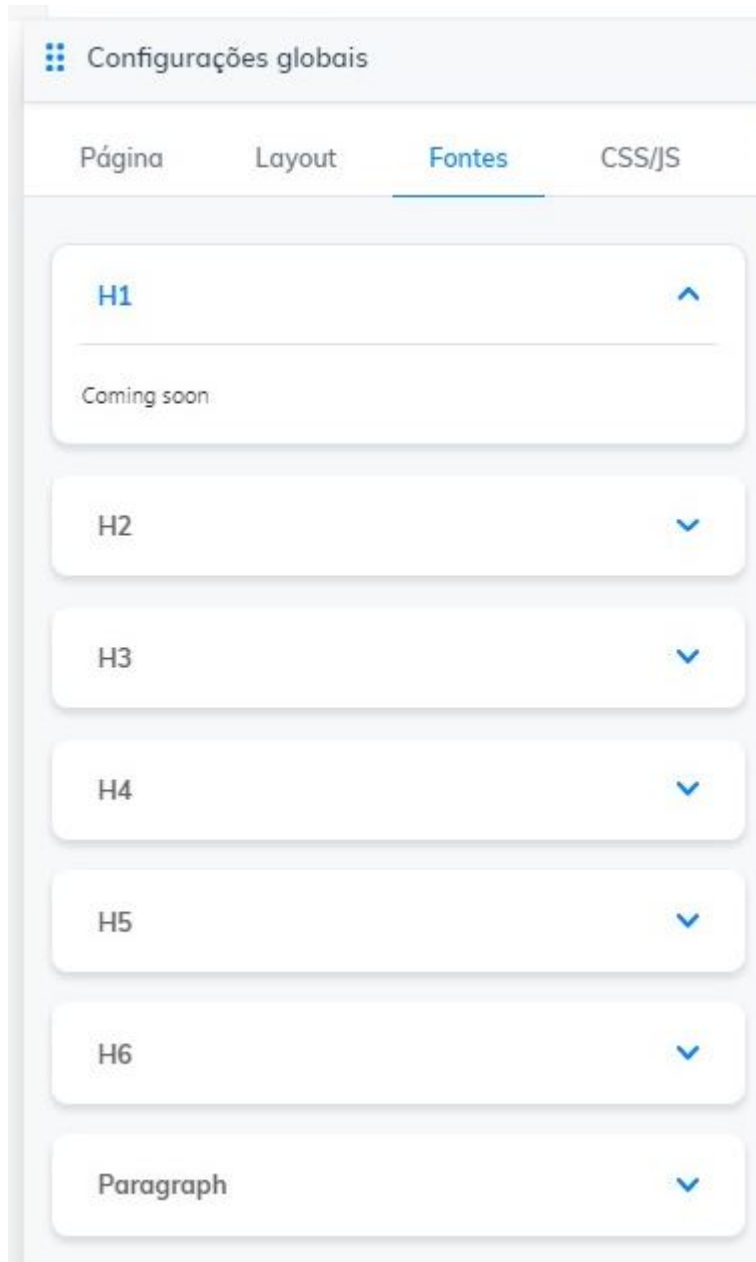 Configurações globais
Página Layout Fontes CSS/JS
H1
Coming soon
H2
H3
H4
H5
H6
Paragraph